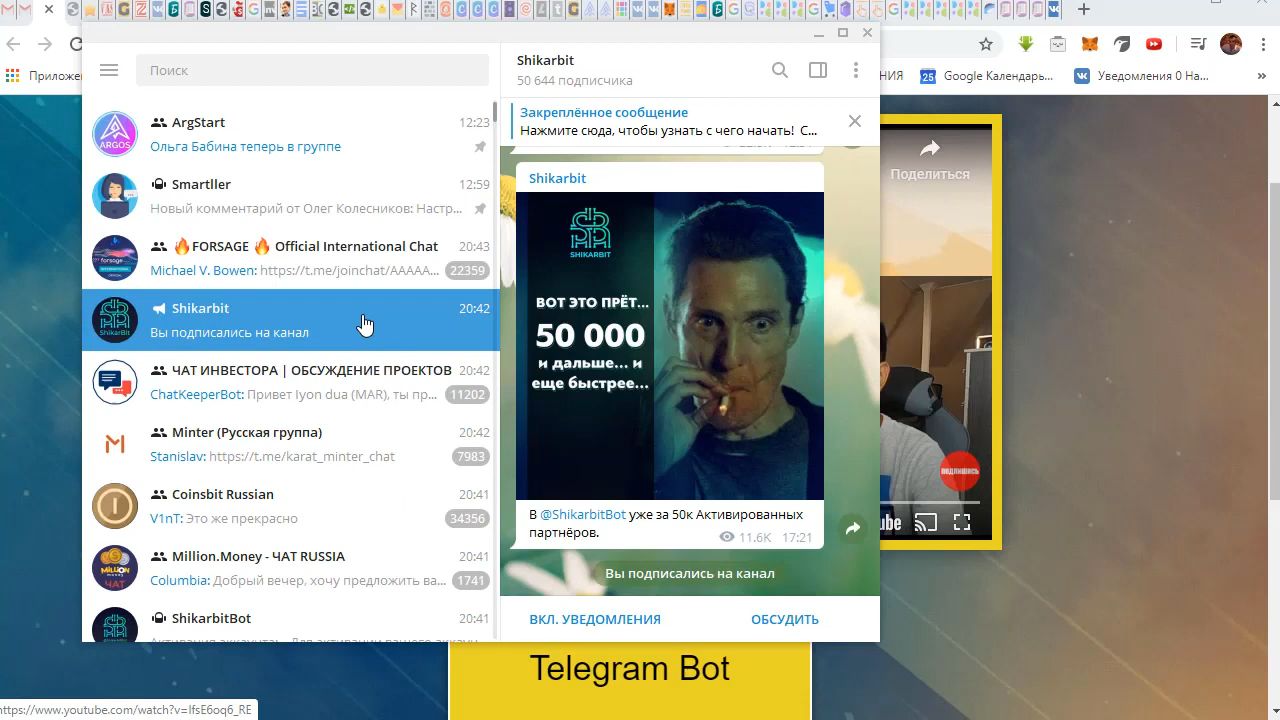 Приложен
НИЯ
Google Календарь...
Уведомления 0 На...
»
Поиск
ArgStart
12:23
Ольга Бабина теперь в группе
Smartller
12:59
Новый комментарий от Олег Колесников: Настр...
🔥FORSAGE 🔥 Official International Chat
20:43
Michael V. Bowen: https://t.me/joinchat/AAAAA...
22359
Shikarbit
20:42
Вы подписались на канал
ЧАТ ИНВЕСТОРА | ОБСУЖДЕНИЕ ПРОЕКТОВ
20:42
ChatKeeperBot: Привет Iyon dua (MAR), ты пр...
11202
Minter (Русская группа)
20:42
Stanislav: https://t.me/karat_minter_chat
7983
Coinsbit Russian
20:41
V1nT: Это же прекрасно
34356
Million.Money - ЧАТ RUSSIA
20:41
Columbia: Добрый вечер, хочу предложить ва...
1741
ShikarbitBot
20:41
Shikarbit
50 644 подписчика
Закреплённое сообщение
Нажмите сюда, чтобы узнать с чего начать! С...
Shikarbit
SHIKARBIT
ВОТ ЭТО ПРЁТ...
50 000
и дальше... и
еще быстрее...
В @ShikarbitBot уже за 50к Активированных
партнёров.
11.6K 17:21
Вы подписались на канал
ВКЛ. УВЕДОМЛЕНИЯ
ОБСУДИТЬ
Поделиться
ПОДПИШИСЬ
ube
Telegram Bot
https://www.youtube.com/watch?v=IfsE6oq6_RE